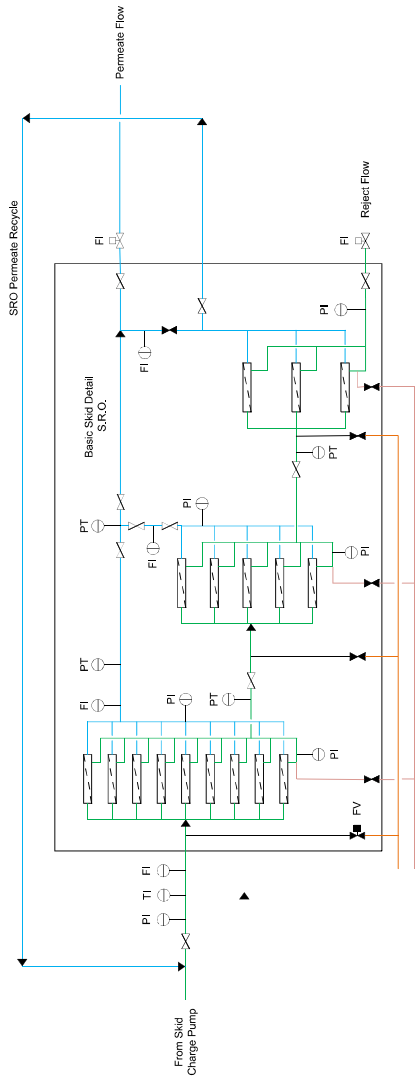 Permeate Flow
SRO Permeate Recycle
FI
FI
Reject Flow
PI
FI
Basic Skid Detail
S.R.O.
PT
PT
PI
FI
PI
PT
FI
PI
PT
PI
FV
FI
TI
PI
From Skid
Charge Pump